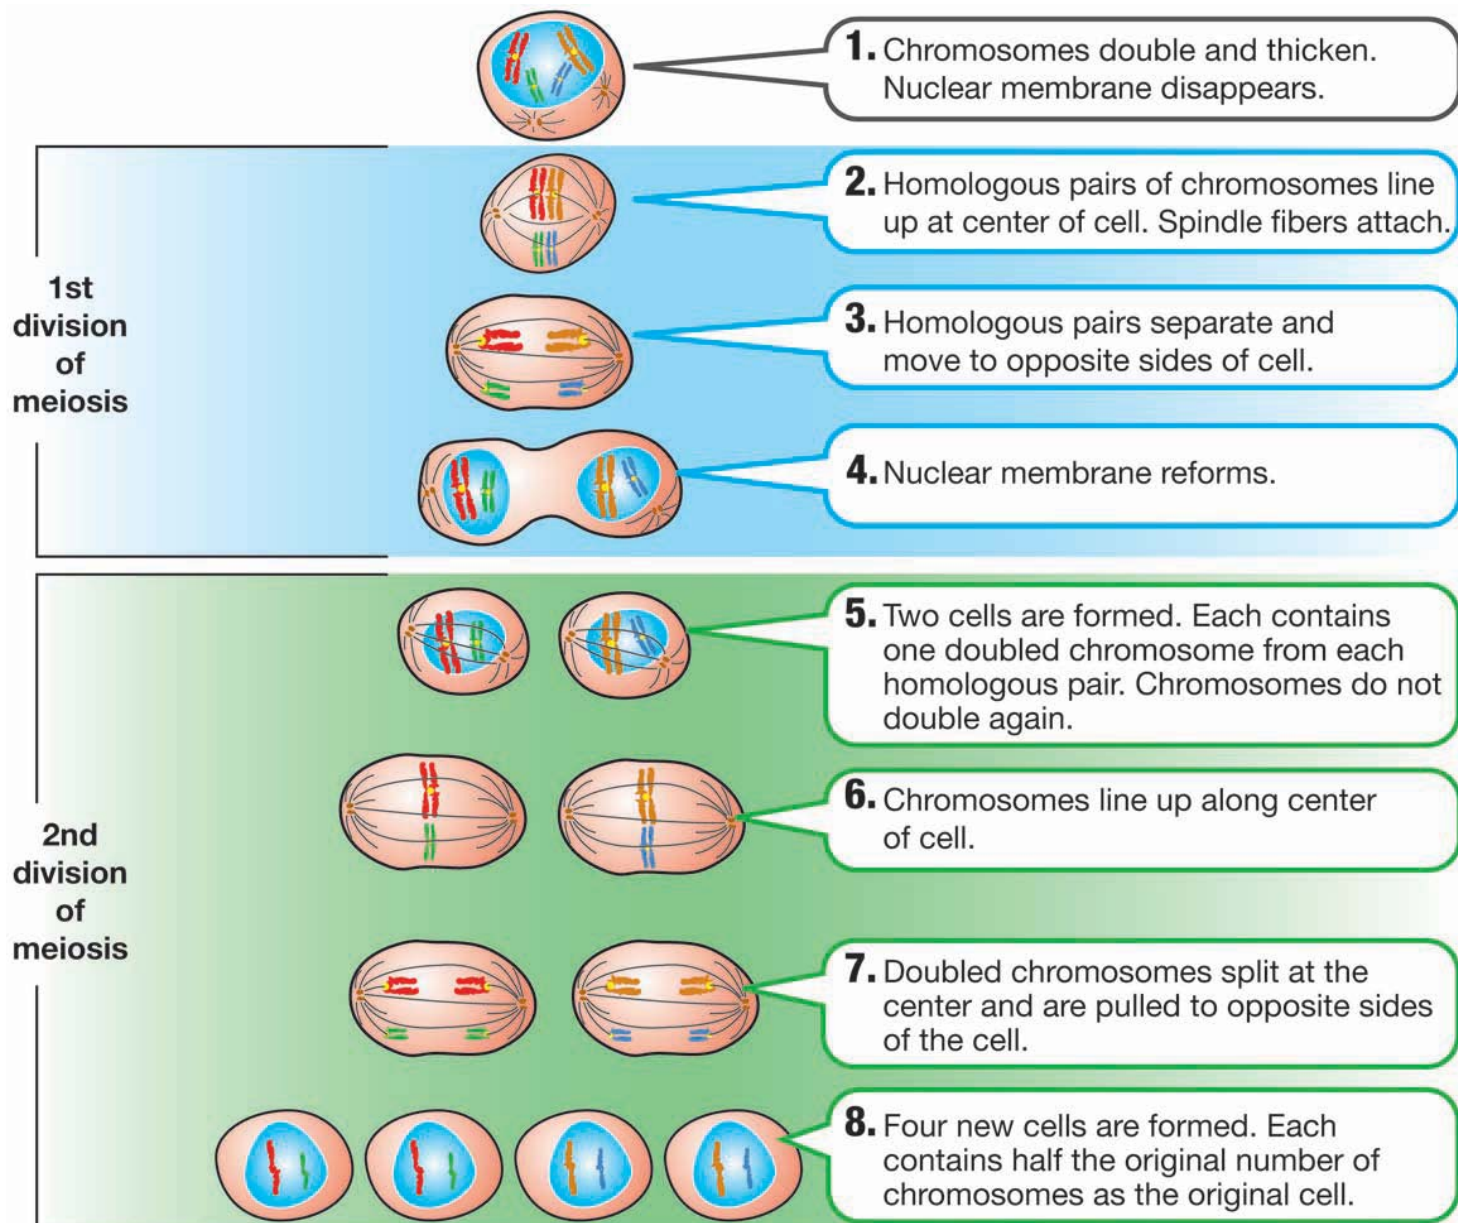 1. Chromosomes double and thicken.
Nuclear membrane disappears.
1st
division
of
meiosis
2. Homologous pairs of chromosomes line
up at center of cell. Spindle fibers attach.
3. Homologous pairs separate and
move to opposite sides of cell.
4. Nuclear membrane reforms.
2nd
division
of
meiosis
5. Two cells are formed. Each contains
one doubled chromosome from each
homologous pair. Chromosomes do not
double again.
6. Chromosomes line up along center
of cell.
7. Doubled chromosomes split at the
center and are pulled to opposite sides
of the cell.
8. Four new cells are formed. Each
contains half the original number of
chromosomes as the original cell.